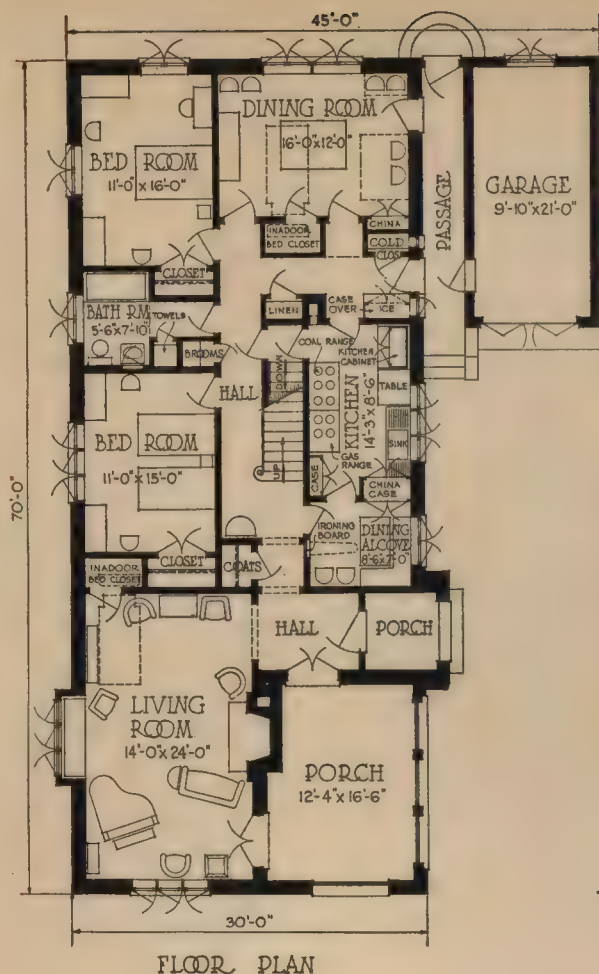 45'-0"
DINING ROOM
16'-0"x12'-0"
BED ROOM
11'-0"x16'-0"
GARAGE
9'-10"x21'-0"
PASSAGE
INADOOR
BED CLOSET
CHINA
COLD
CLOS
CLOSET
BATH RM
5'-6"x7'-10"
TOWELS
LINEN
CASE
OVER
ICE
BROOMS
COAL RANGE
KITCHEN
CABINET
HALL
DOWN
UP
KITCHEN
14'-3"x8'-6"
TABLE
SINK
GAS
RANGE
CASE
CHINA
CASE
BED ROOM
11'-0"x15'-0"
70'-0"
IRONING
BOARD
DINING
ALCOVE
8'-6"x7'-0"
INADOOR
BED CLOSET
CLOSET
COATS
HALL
PORCH
LIVING
ROOM
14'-0"x24'-0"
PORCH
12'-4"x16'-6"
30'-0"
FLOOR PLAN